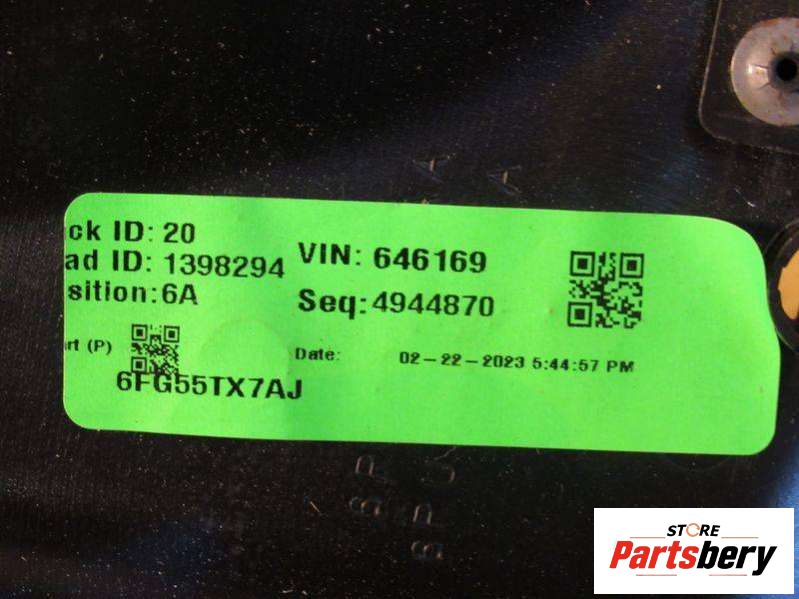 ck ID: 20
ad ID: 1398294
sition:6A
VIN: 646169
Seq:4944870
rt (P)
Date: 02-22-2023 5:44:57 PM
6FG55TX7AJ
STORE
Partsbery